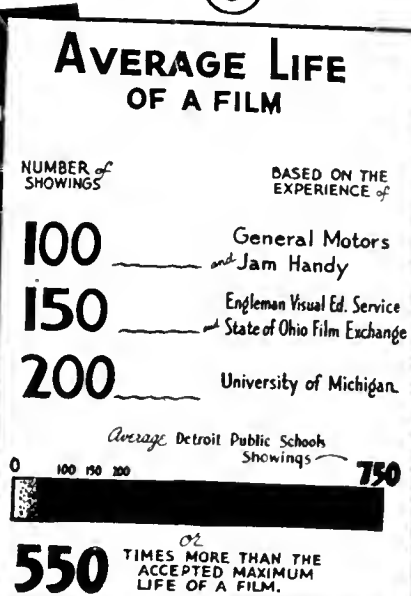 AVERAGE LIFE
OF A FILM
NUMBER of
SHOWINGS
BASED ON THE
EXPERIENCE of
100
General Motors
and Jam Handy
150
Engleman Visual Ed. Service
and State of Ohio Film Exchange
200
University of Michigan
Average Detroit Public Schools
Showings
0 100 150 200 750
or
550 TIMES MORE THAN THE
ACCEPTED MAXIMUM
LIFE OF A FILM.